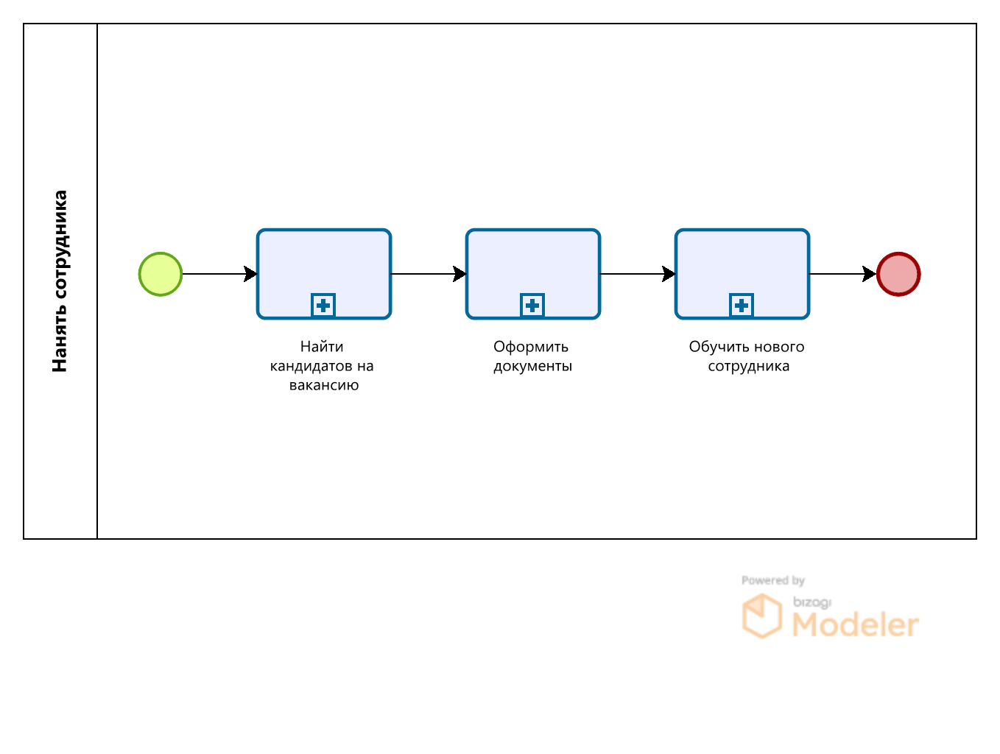 Нанять сотрудника
Найти
кандидатов на
вакансию
Оформить
документы
Обучить нового
сотрудника
Powered by
bizagi
Modeler